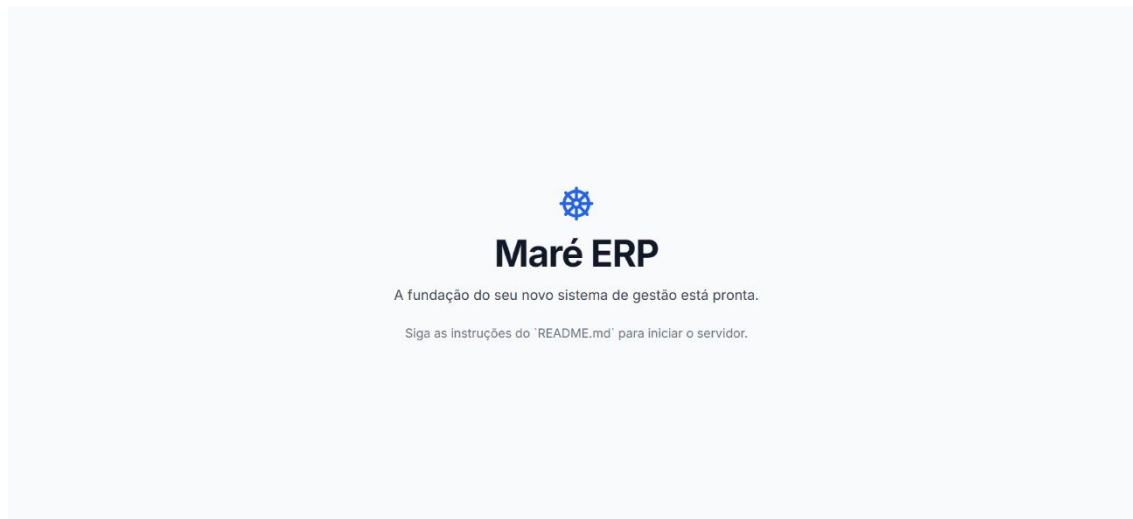 Maré ERP
A fundação do seu novo sistema de gestão está pronta.
Siga as instruções do `README.md` para iniciar o servidor.